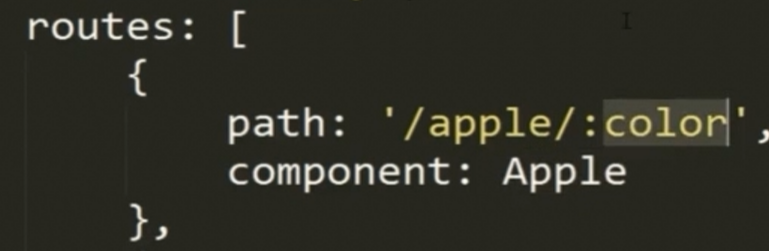 routes: [
{
path: '/apple/:color',
component: Apple
},